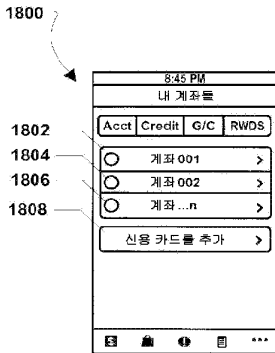 1800
8:45 PM
내 계좌들
Acct Credit G/C RWDS
1802
계좌 001 >
1804
계좌 002 >
1806
계좌 ...n >
1808
신용 카드를 추가 >